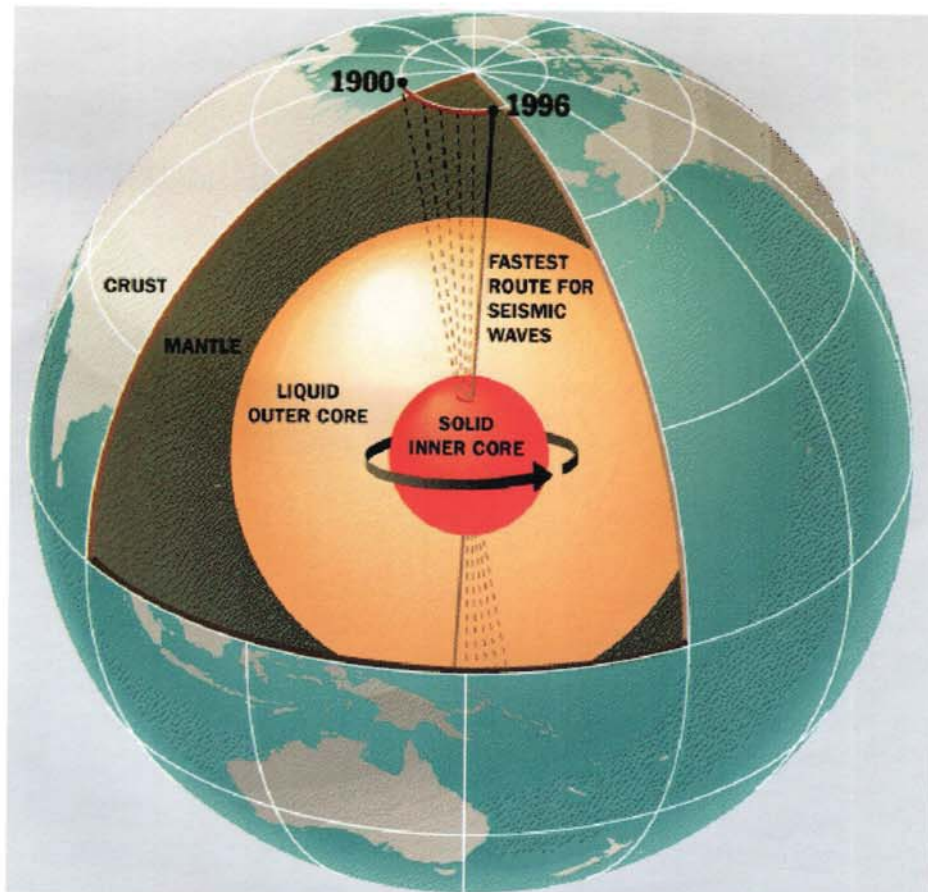 1900
1996
FASTEST
ROUTE FOR
SEISMIC
WAVES
CRUST
MANTLE
LIQUID
OUTER CORE
SOLID
INNER CORE